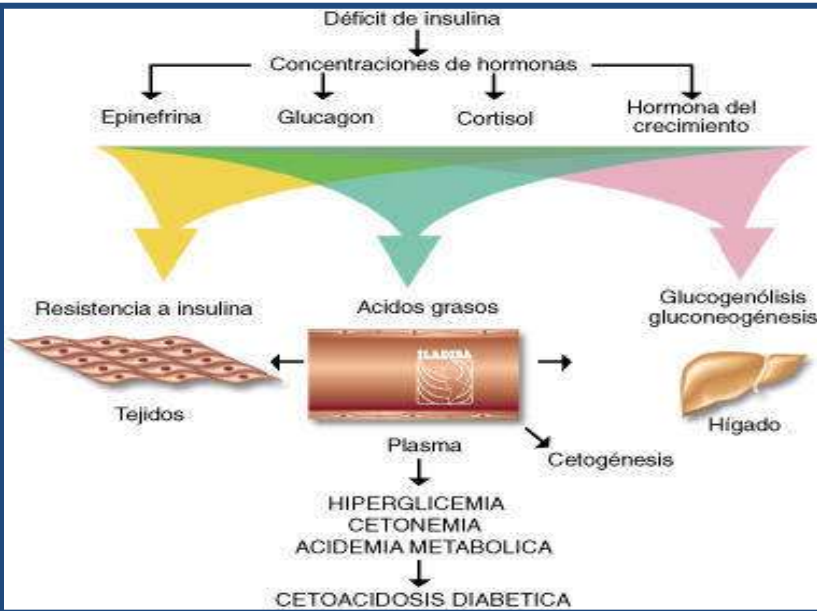 Déficit de insulina
Concentraciones de hormonas
Epinefrina
Glucagon
Cortisol
Hormona del
crecimiento
Resistencia a insulina
Acidos grasos
Glucogenólisis
gluconeogénesis
ILADIBA
Tejidos
Plasma
Hígado
Cetogénesis
HIPERGLICEMIA
CETONEMIA
ACIDEMIA METABOLICA
CETOACIDOSIS DIABETICA